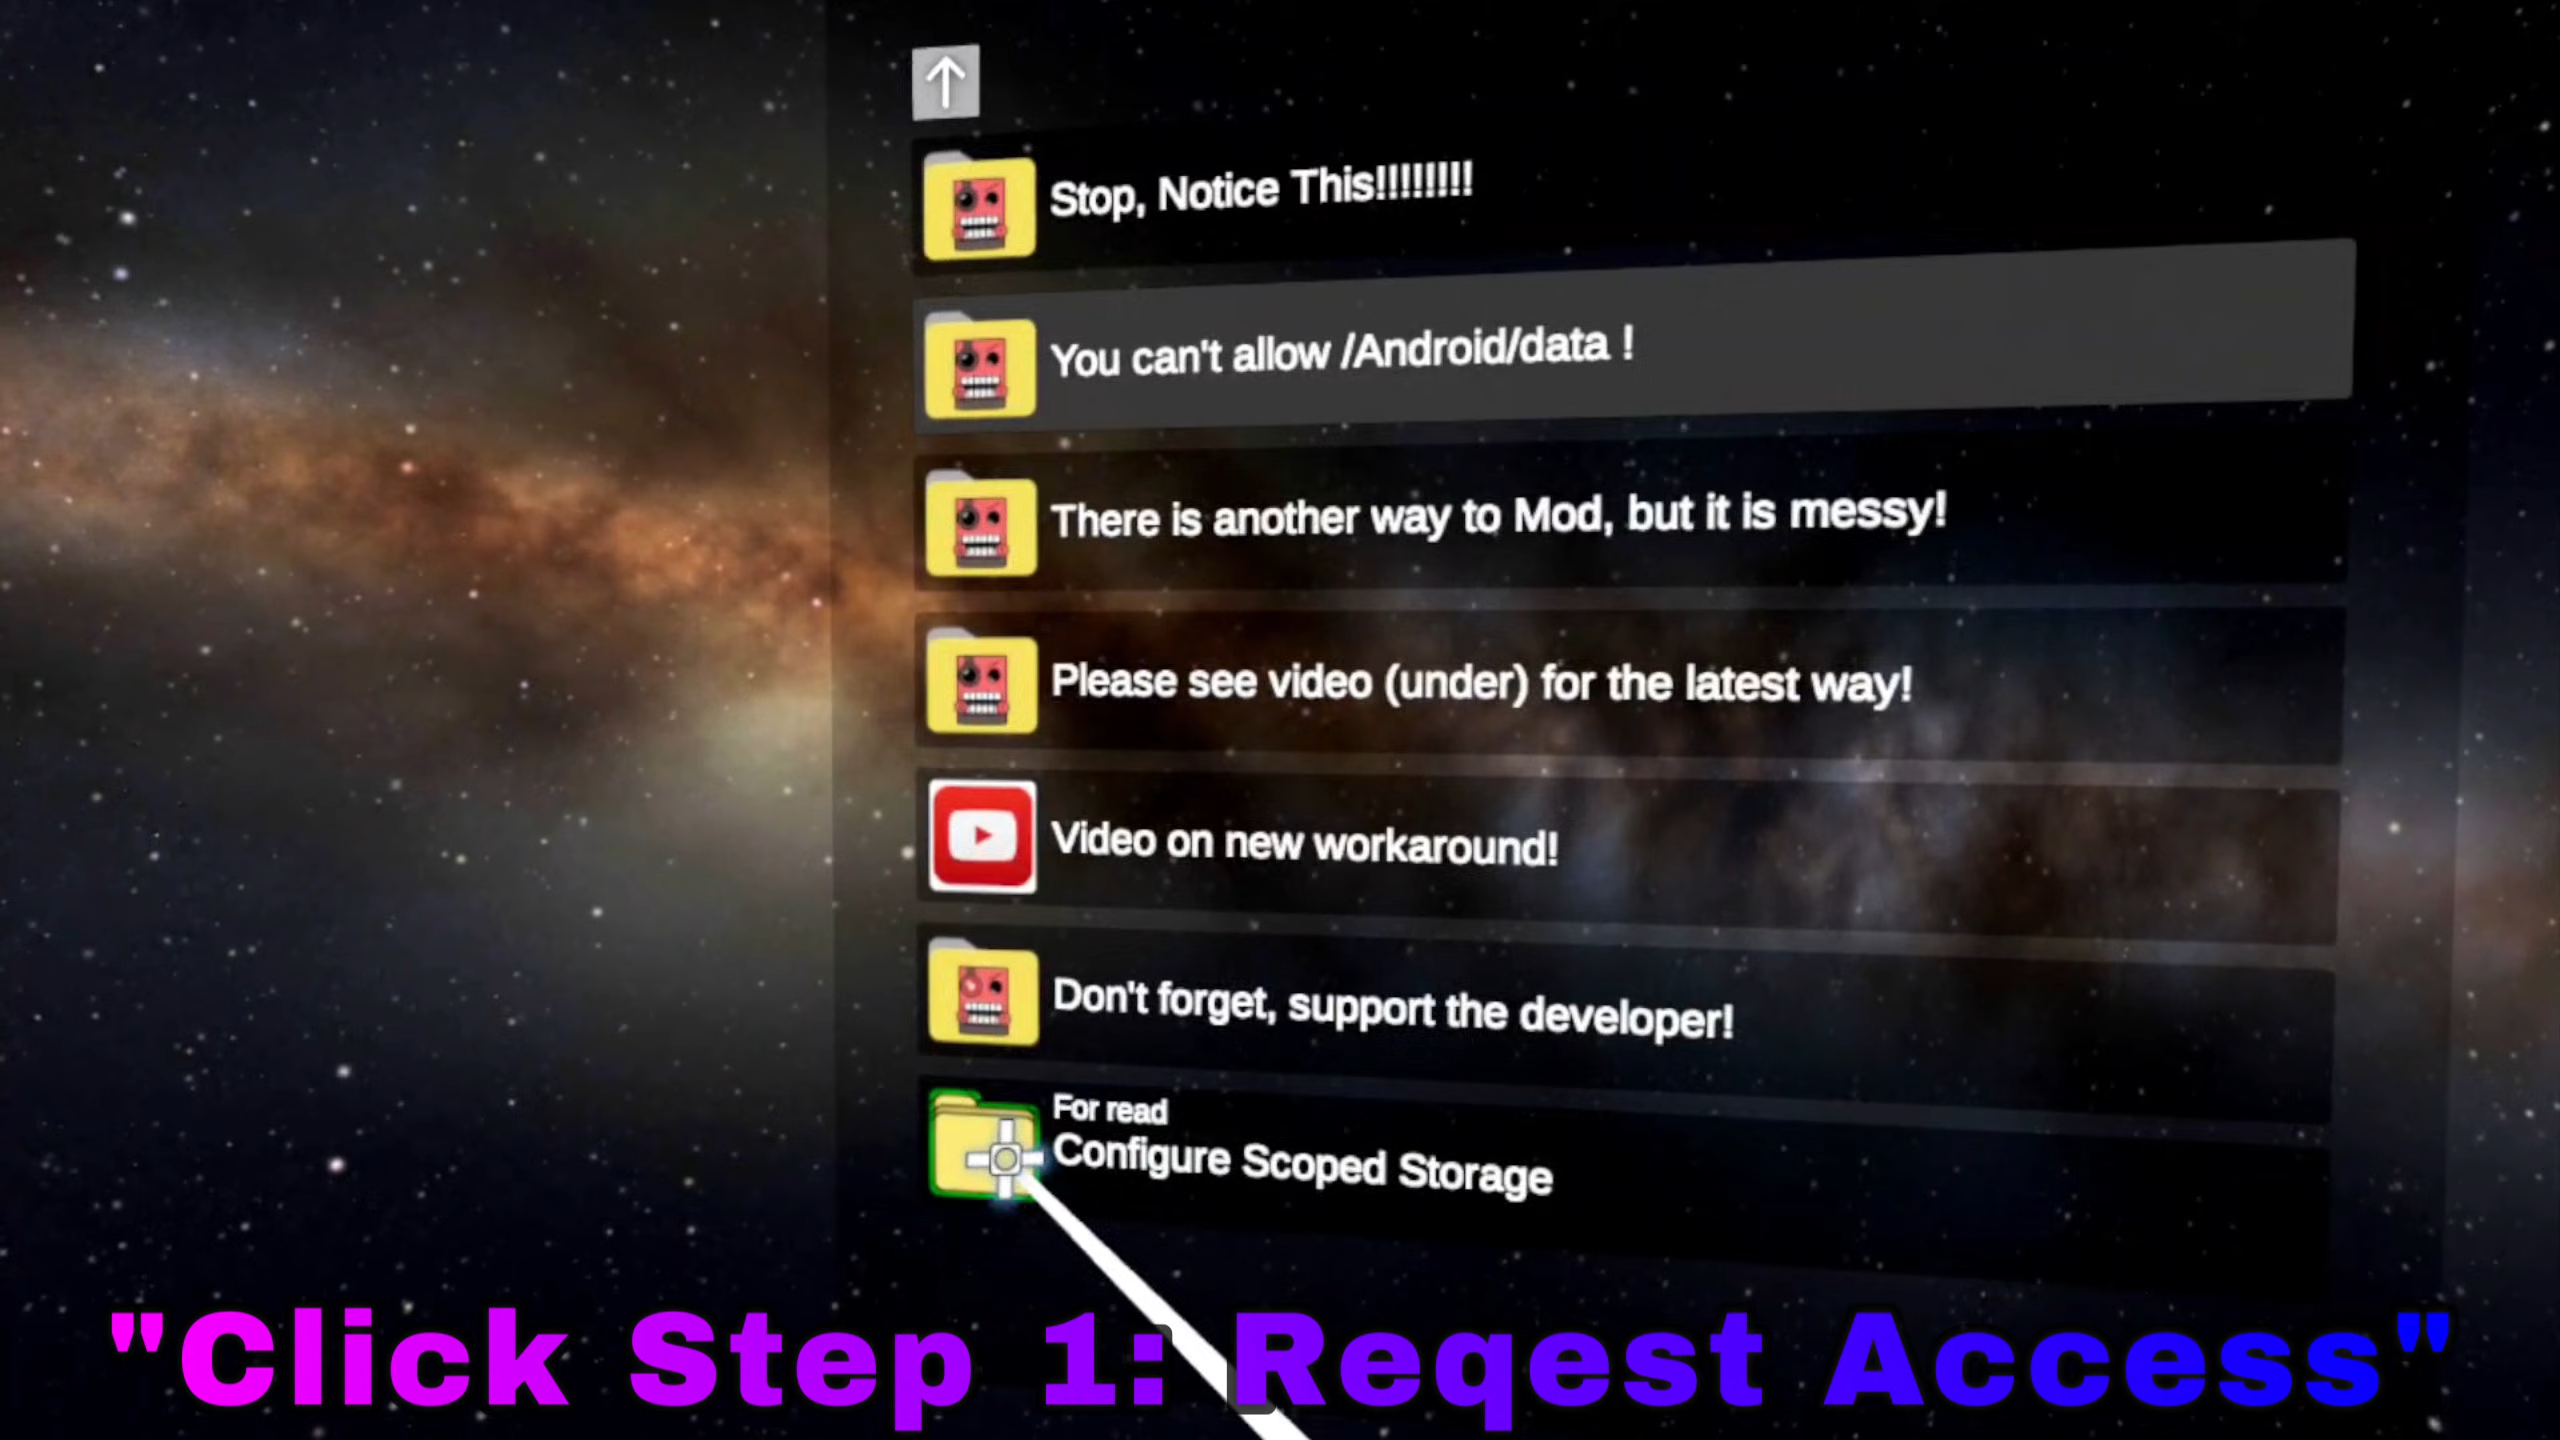 Stop, Notice This!!!!!!!!
You can't allow /Android/data !
There is another way to Mod, but it is messy!
Please see video (under) for the latest way!
Video on new workaround!
Don't forget, support the developer!
For read
Configure Scoped Storage
"Click Step 1: Reqest Access"